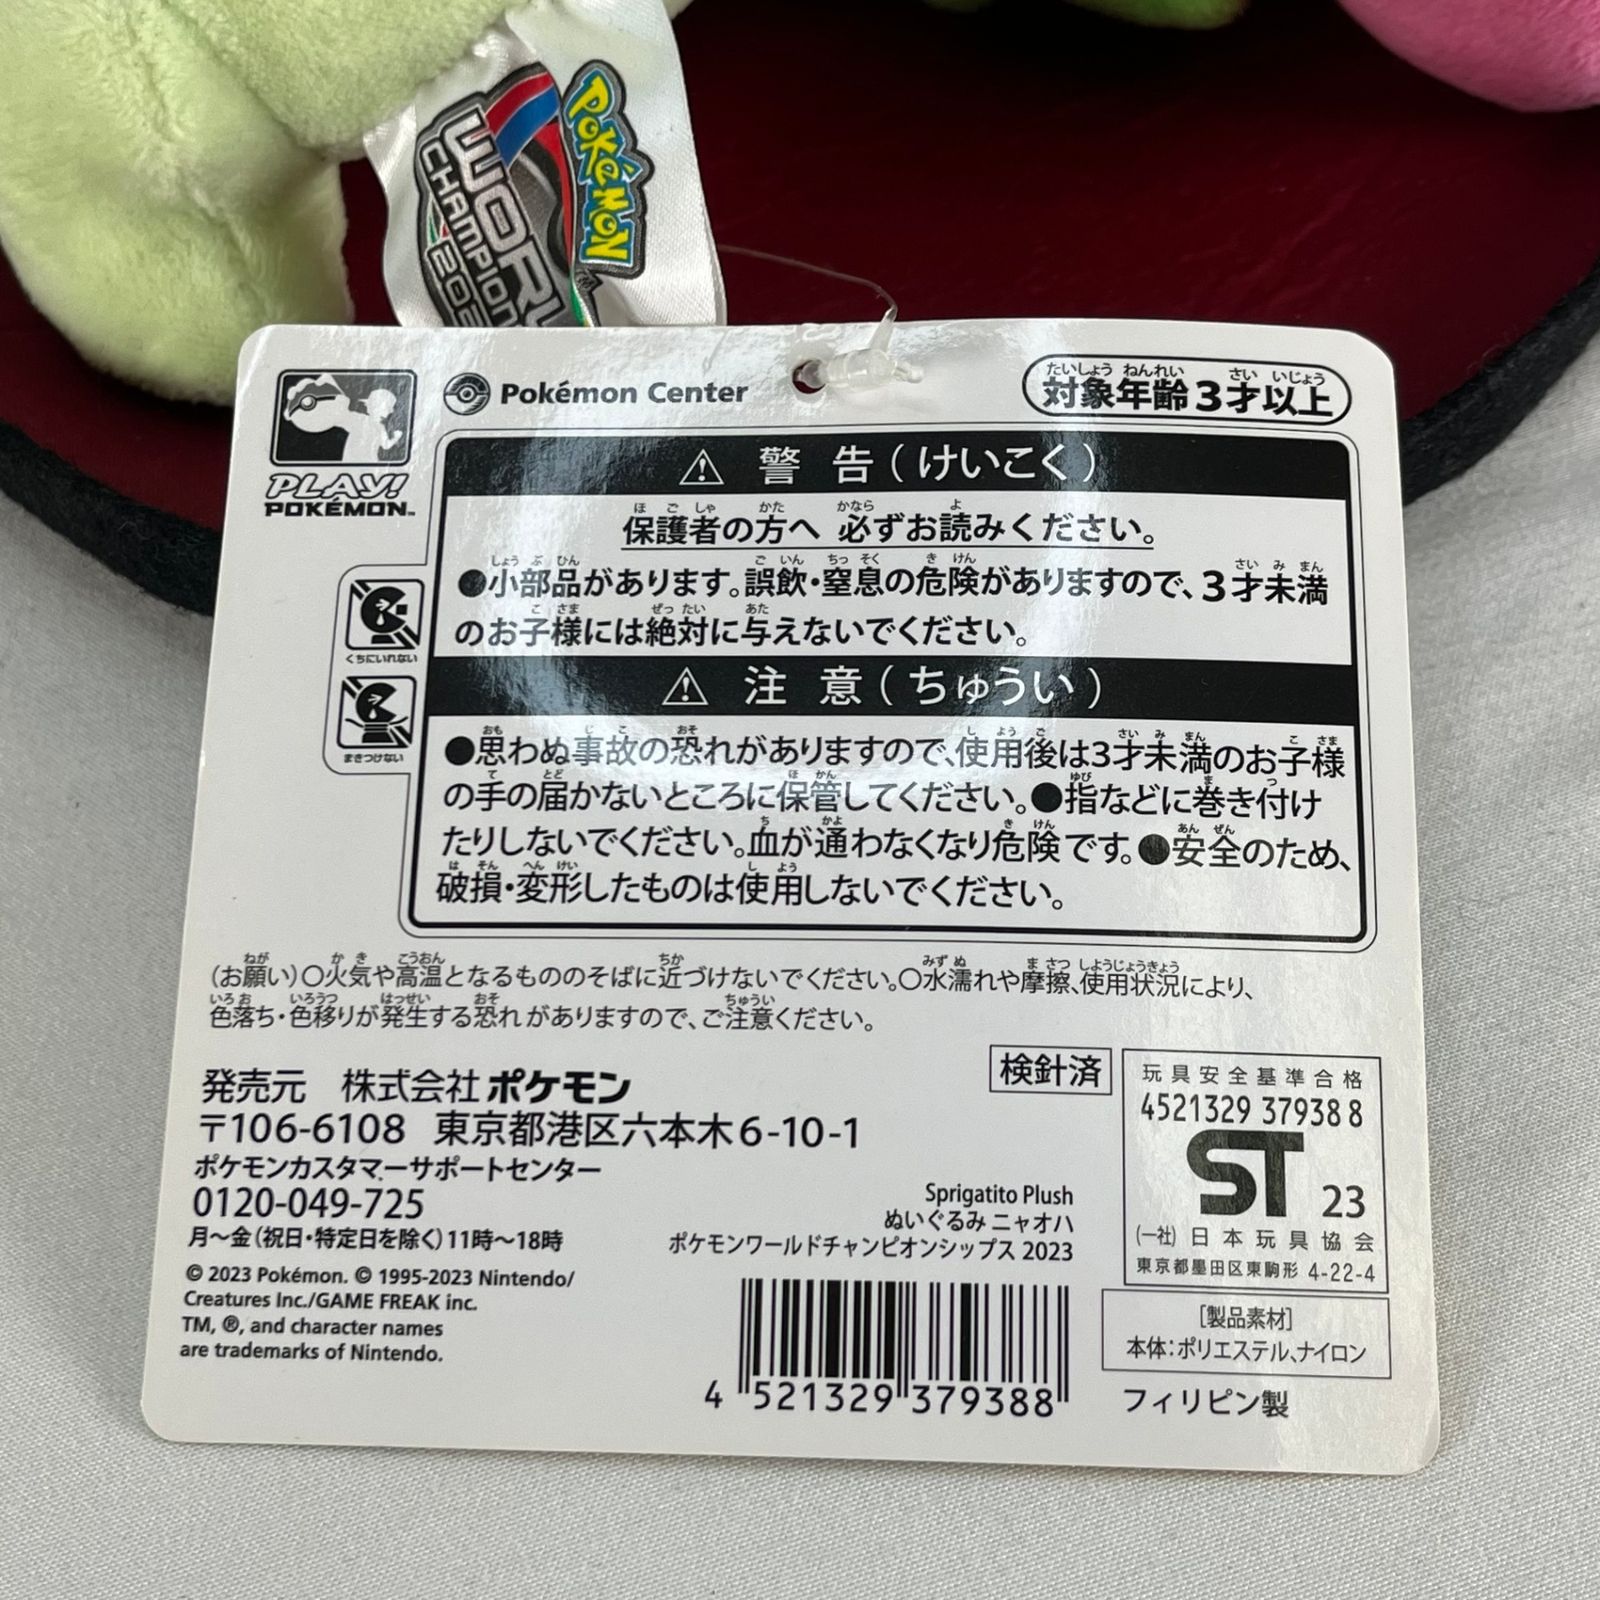 POKéMON
WORL
CHAMPION
202
Pokémon Center
対象年齢3才以上
PLAY!
POKÉMON
⚠ 警告(けいこく)
保護者の方へ 必ずお読みください。
●小部品があります。誤飲・窒息の危険がありますので、3才未満
のお子様には絶対に与えないでください。
くちにいれない
まきつけない
⚠ 注意(ちゅうい)
●思わぬ事故の恐れがありますので、使用後は3才未満のお子様
の手の届かないところに保管してください。●指などに巻き付け
たりしないでください。血が通わなくなり危険です。●安全のため、
破損・変形したものは使用しないでください。
(お願い)○火気や高温となるもののそばに近づけないでください。○水濡れや摩擦、使用状況により、
色落ち・色移りが発生する恐れがありますので、ご注意ください。
発売元 株式会社ポケモン
〒106-6108 東京都港区六本木6-10-1
ポケモンカスタマーサポートセンター
0120-049-725
月～金(祝日・特定日を除く)11時～18時
© 2023 Pokémon. © 1995-2023 Nintendo/
Creatures Inc./GAME FREAK inc.
TM, ®, and character names
are trademarks of Nintendo.
Sprigatito Plush
ぬいぐるみ ニャオハ
ポケモンワールドチャンピオンシップス 2023
4 521329 379388
検針済
玩具安全基準合格
4521329 37938 8
ST 23
(一社)日本玩具協会
東京都墨田区東駒形 4-22-4
[製品素材]
本体:ポリエステル、ナイロン
フィリピン製